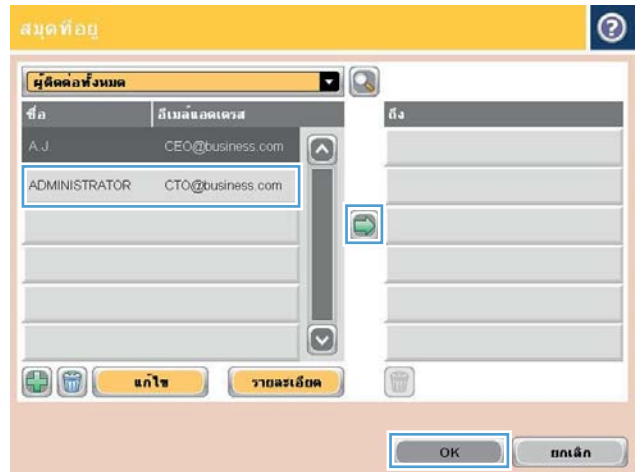 สมุดที่อยู่
ผู้ติดต่อทั้งหมด
ชื่อ อีเมล์แอดเดรส ถึง
A.J. CEO@business.com
ADMINISTRATOR CTO@business.com
แก้ไข รายละเอียด
OK ยกเลิก